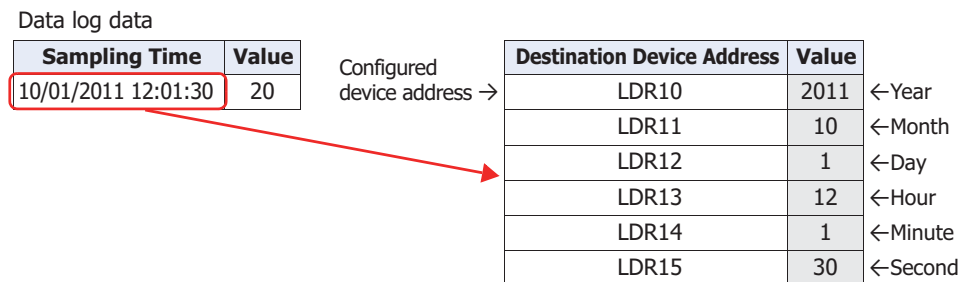 Data log data
Sampling Time Value
10/01/2011 12:01:30 20
Configured
device address →
Destination Device Address Value
LDR10 2011 ←Year
LDR11 10 ←Month
LDR12 1 ←Day
LDR13 12 ←Hour
LDR14 1 ←Minute
LDR15 30 ←Second